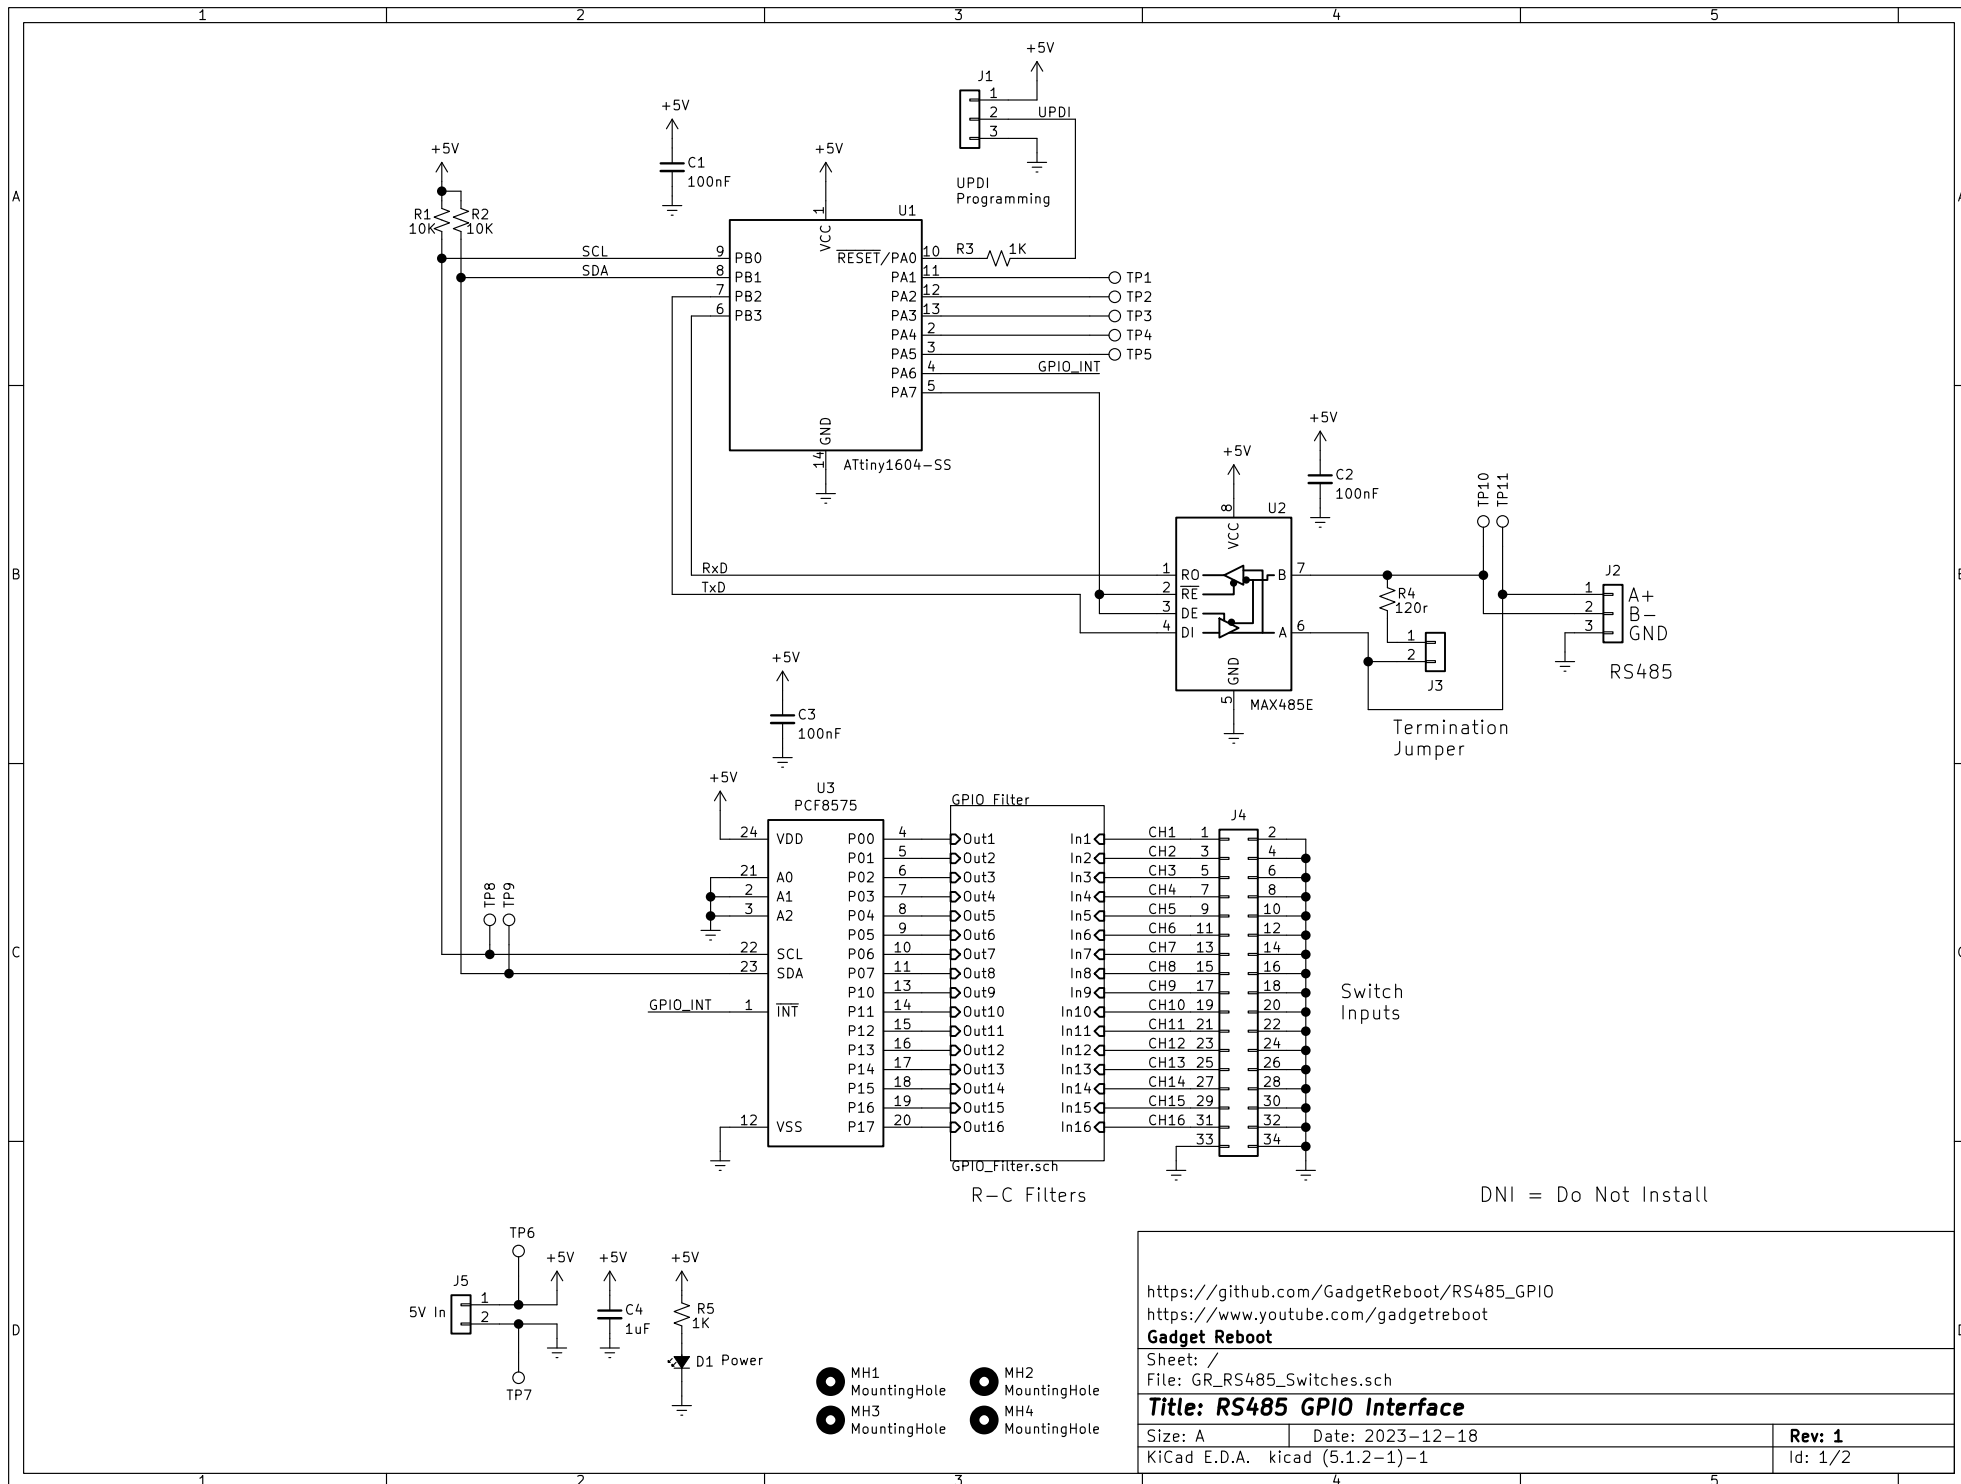 1 2 3 4 5
A
B
C
D
+5V
R1
10K
R2
10K
SCL
SDA
+5V
C1
100nF
+5V
U1
1
VCC
9 PB0
8 PB1
7 PB2
6 PB3
RESET/PA0 10
PA1 11
PA2 12
PA3 13
PA4 2
PA5 3
PA6 4
PA7 5
GND
14
ATtiny1604-SS
R3 1K
TP1
TP2
TP3
TP4
TP5
GPIO_INT
+5V
J1
1
2
3
UPDI
UPDI
Programming
RxD
TxD
+5V
U2
8
VCC
1 RO
2 RE
3 DE
4 DI
B 7
A 6
GND
5
MAX485E
+5V
C2
100nF
TP10
TP11
R4
120r
1
2
J3
Termination
Jumper
J2
1 A+
2 B-
3 GND
RS485
+5V
C3
100nF
+5V
U3
PCF8575
24 VDD
21 A0
2 A1
3 A2
22 SCL
23 SDA
1 INT
12 VSS
GPIO_INT
TP8
TP9
P00 4
P01 5
P02 6
P03 7
P04 8
P05 9
P06 10
P07 11
P10 13
P11 14
P12 15
P13 16
P14 17
P15 18
P16 19
P17 20
GPIO Filter
Out1 In1
Out2 In2
Out3 In3
Out4 In4
Out5 In5
Out6 In6
Out7 In7
Out8 In8
Out9 In9
Out10 In10
Out11 In11
Out12 In12
Out13 In13
Out14 In14
Out15 In15
Out16 In16
GPIO_Filter.sch
R-C Filters
J4
CH1 1 2
CH2 3 4
CH3 5 6
CH4 7 8
CH5 9 10
CH6 11 12
CH7 13 14
CH8 15 16
CH9 17 18
CH10 19 20
CH11 21 22
CH12 23 24
CH13 25 26
CH14 27 28
CH15 29 30
CH16 31 32
33 34
Switch
Inputs
DNI = Do Not Install
TP6
J5
5V In
1
2
+5V
TP7
+5V
C4
1uF
+5V
R5
1K
D1 Power
MH1
MountingHole
MH2
MountingHole
MH3
MountingHole
MH4
MountingHole
https://github.com/GadgetReboot/RS485_GPIO
https://www.youtube.com/gadgetreboot
Gadget Reboot
Sheet: /
File: GR_RS485_Switches.sch
Title: RS485 GPIO Interface
Size: A Date: 2023-12-18 Rev: 1
KiCad E.D.A. kicad (5.1.2-1)-1 Id: 1/2
A
B
C
D
1 2 3 4 5